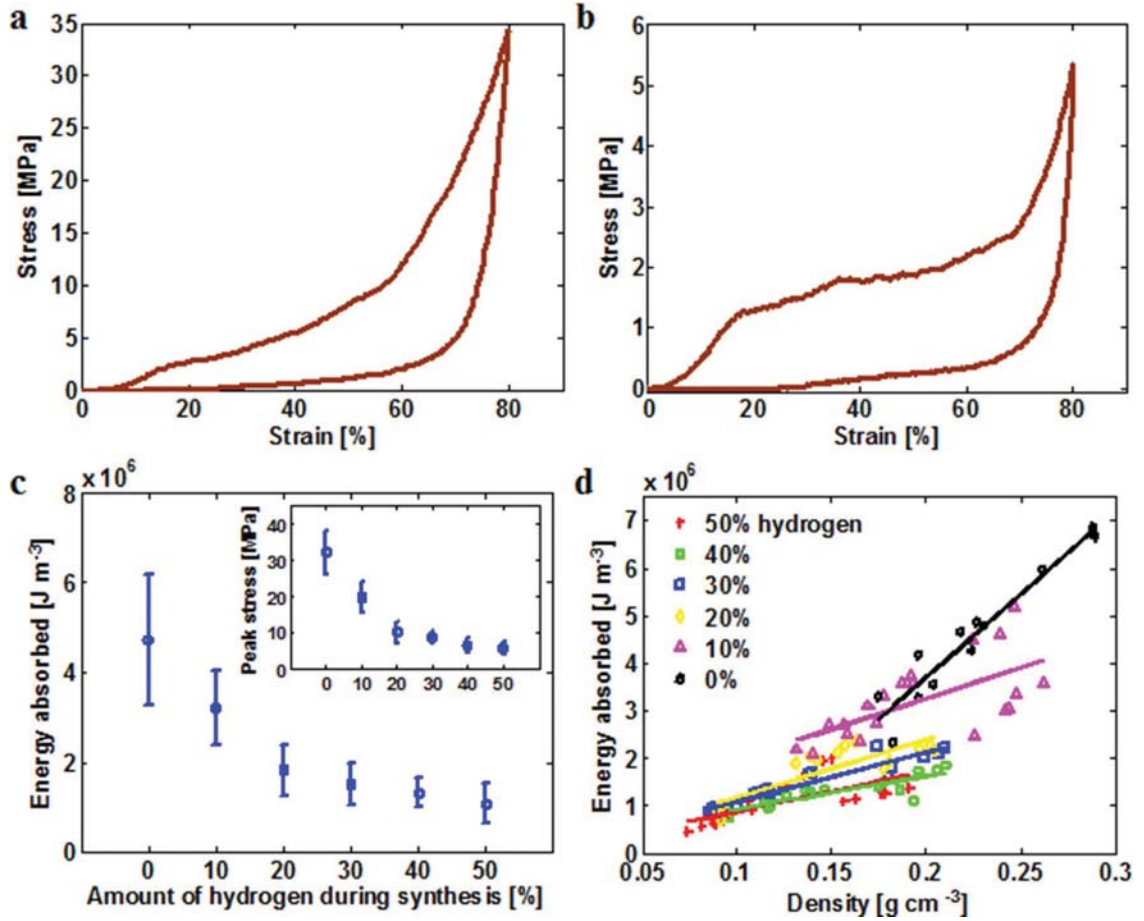 a
35
30
25
20
15
10
5
0
Stress [MPa]
0 20 40 60 80
Strain [%]
b
6
5
4
3
2
1
0
Stress [MPa]
0 20 40 60 80
Strain [%]
c
x 10^6
8
6
4
2
0
Energy absorbed [J m-3]
0 10 20 30 40 50
Amount of hydrogen during synthesis [%]
40
30
20
10
0
Peak stress [MPa]
0 10 20 30 40 50
d
x 10^6
7
6
5
4
3
2
1
0
Energy absorbed [J m-3]
50% hydrogen
40%
30%
20%
10%
0%
0.05 0.1 0.15 0.2 0.25 0.3
Density [g cm -3]